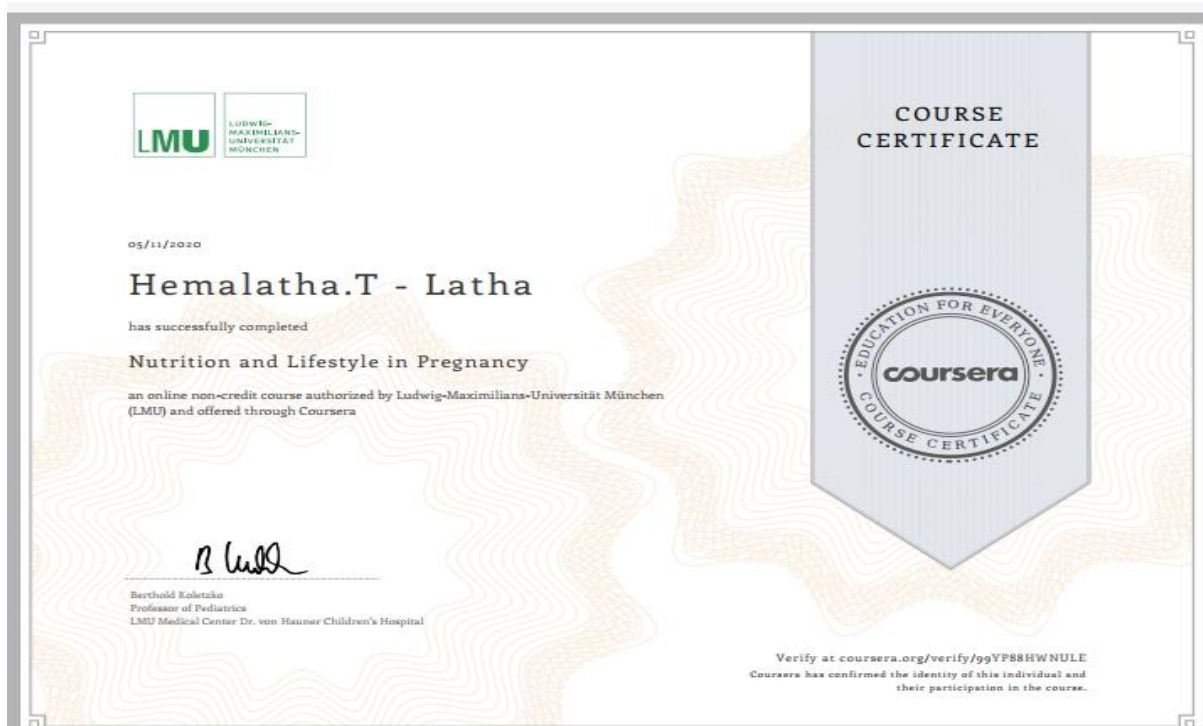 LMU
LUDWIG-
MAXIMILIANS-
UNIVERSITÄT
MÜNCHEN
05/11/2020
Hemalatha.T - Latha
has successfully completed
Nutrition and Lifestyle in Pregnancy
an online non-credit course authorized by Ludwig-Maximilians-Universität München
(LMU) and offered through Coursera
Berthold Koletzko
Professor of Pediatrics
LMU Medical Center Dr. von Hauner Children's Hospital
COURSE
CERTIFICATE
EDUCATION FOR EVERYONE
coursera
COURSE CERTIFICATE
Verify at coursera.org/verify/99YP88HWNULE
Coursera has confirmed the identity of this individual and
their participation in the course.